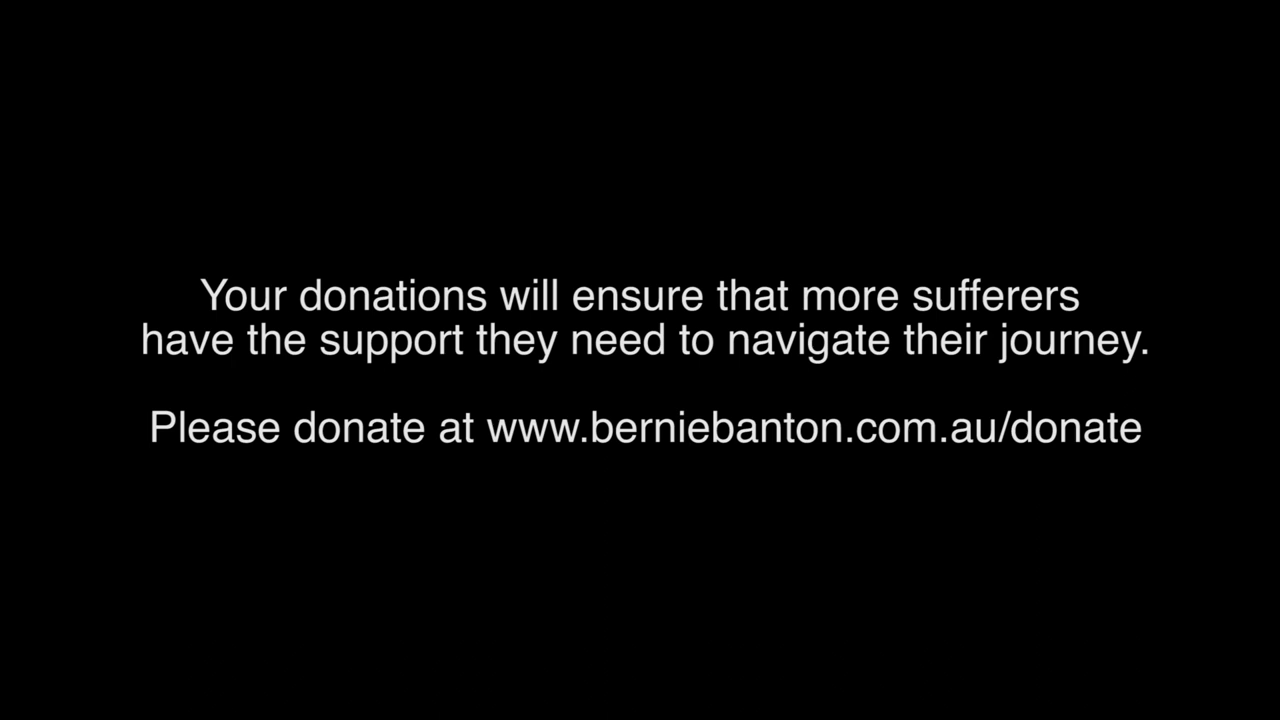 Your donations will ensure that more sufferers
have the support they need to navigate their journey.
Please donate at www.berniebanton.com.au/donate